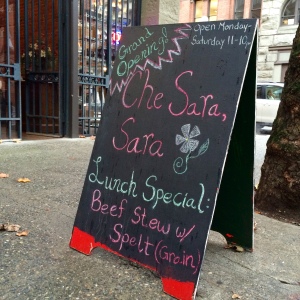 Grand
Opening!
Open Monday-
Saturday 11-10
Che Sara,
Sara
Lunch Special:
Beef Stew w/
Spelt (Grain)